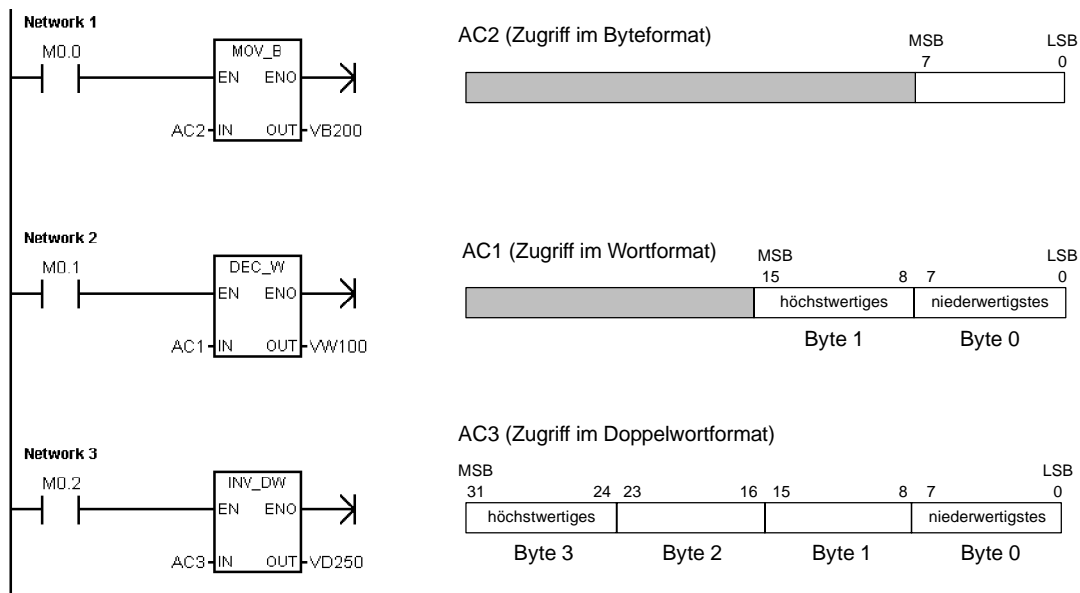 Network 1
M0.0
MOV_B
EN ENO
AC2 IN OUT VB200
AC2 (Zugriff im Byteformat)
MSB LSB
7 0
Network 2
M0.1
DEC_W
EN ENO
AC1 IN OUT VW100
AC1 (Zugriff im Wortformat)
MSB LSB
15 8 7 0
höchstwertiges niederwertigstes
Byte 1 Byte 0
Network 3
M0.2
INV_DW
EN ENO
AC3 IN OUT VD250
AC3 (Zugriff im Doppelwortformat)
MSB LSB
31 24 23 16 15 8 7 0
höchstwertiges niederwertigstes
Byte 3 Byte 2 Byte 1 Byte 0